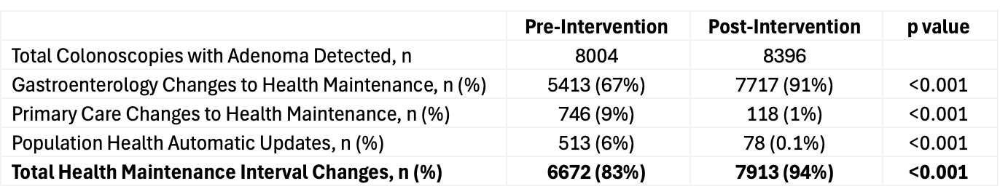 Pre-Intervention Post-Intervention p value
Total Colonoscopies with Adenoma Detected, n 8004 8396
Gastroenterology Changes to Health Maintenance, n (%) 5413 (67%) 7717 (91%) <0.001
Primary Care Changes to Health Maintenance, n (%) 746 (9%) 118 (1%) <0.001
Population Health Automatic Updates, n (%) 513 (6%) 78 (0.1%) <0.001
Total Health Maintenance Interval Changes, n (%) 6672 (83%) 7913 (94%) <0.001